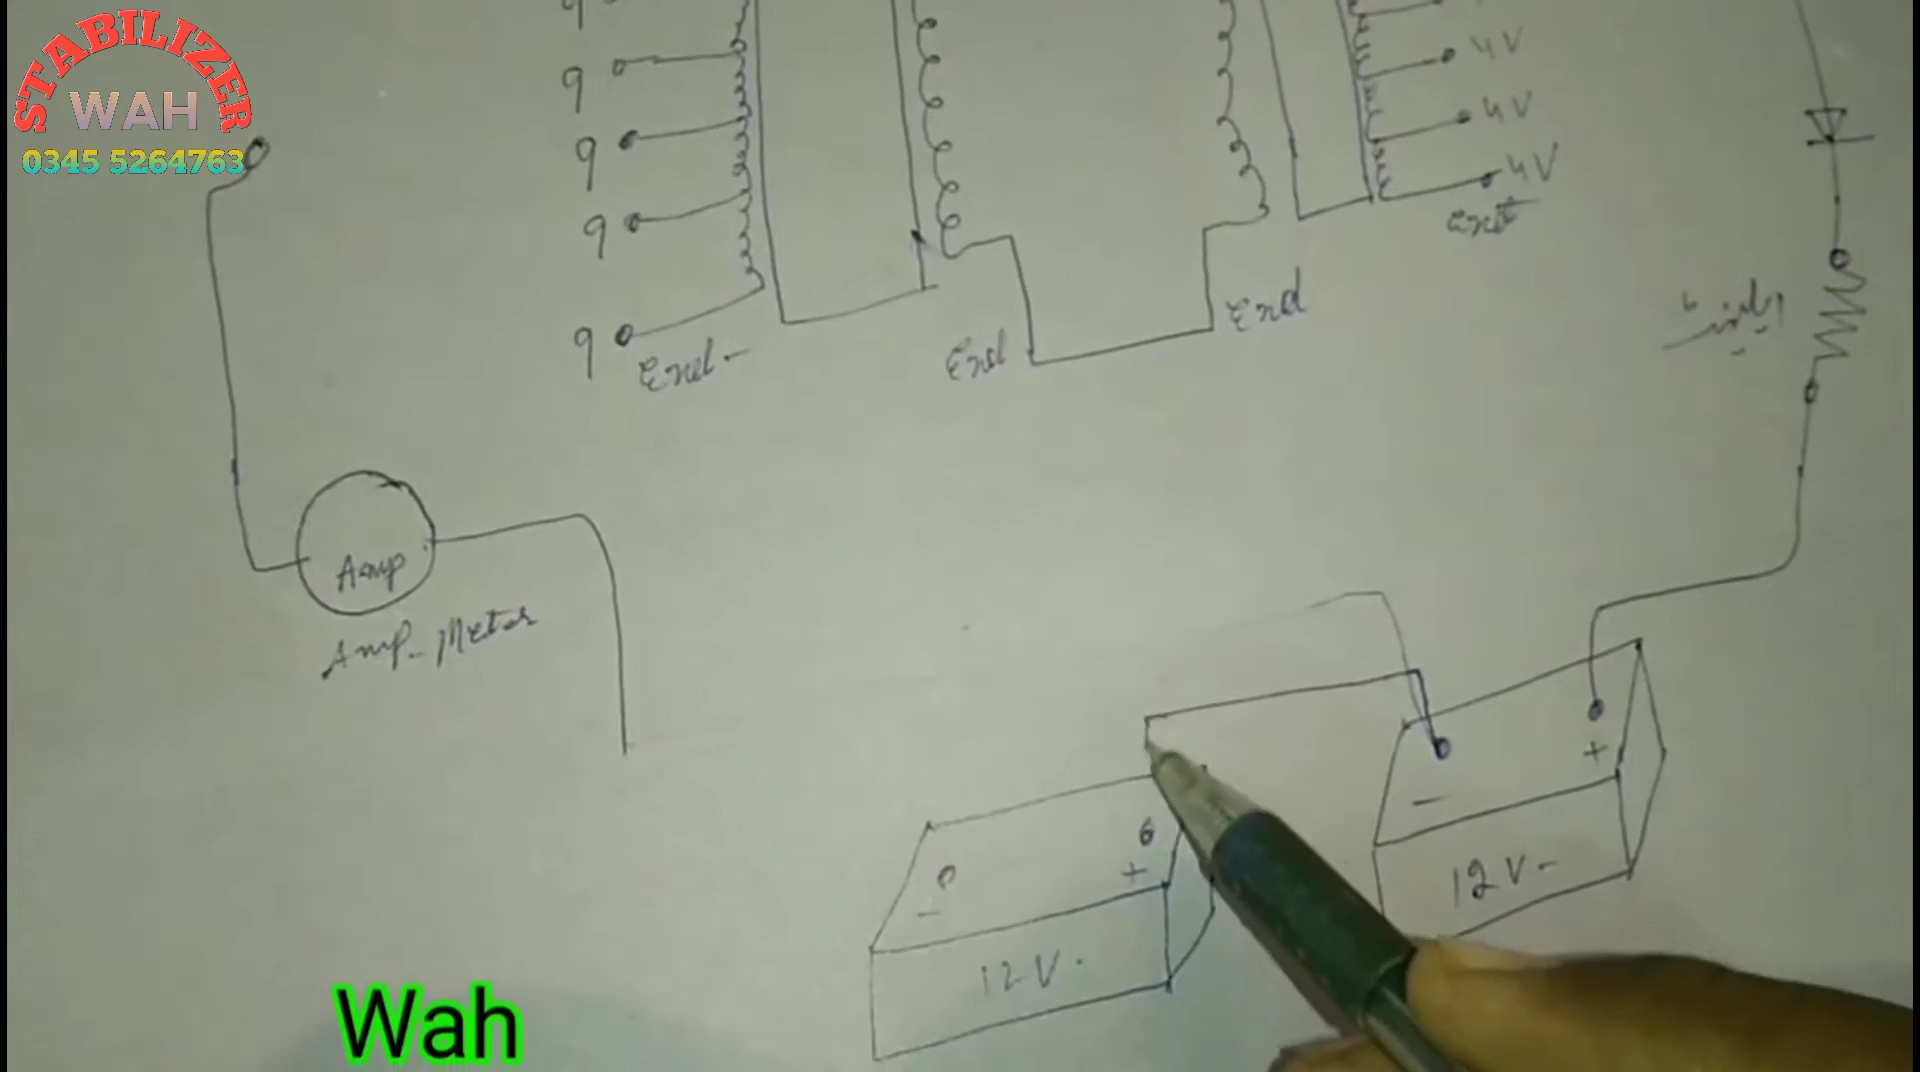 STABILIZER
WAH
0345 5264763
9
9
9
9
9
End
End
End
4V
4V
4V
End
Amp
Amp. Meter
-
+
12V
-
+
12V
Wah